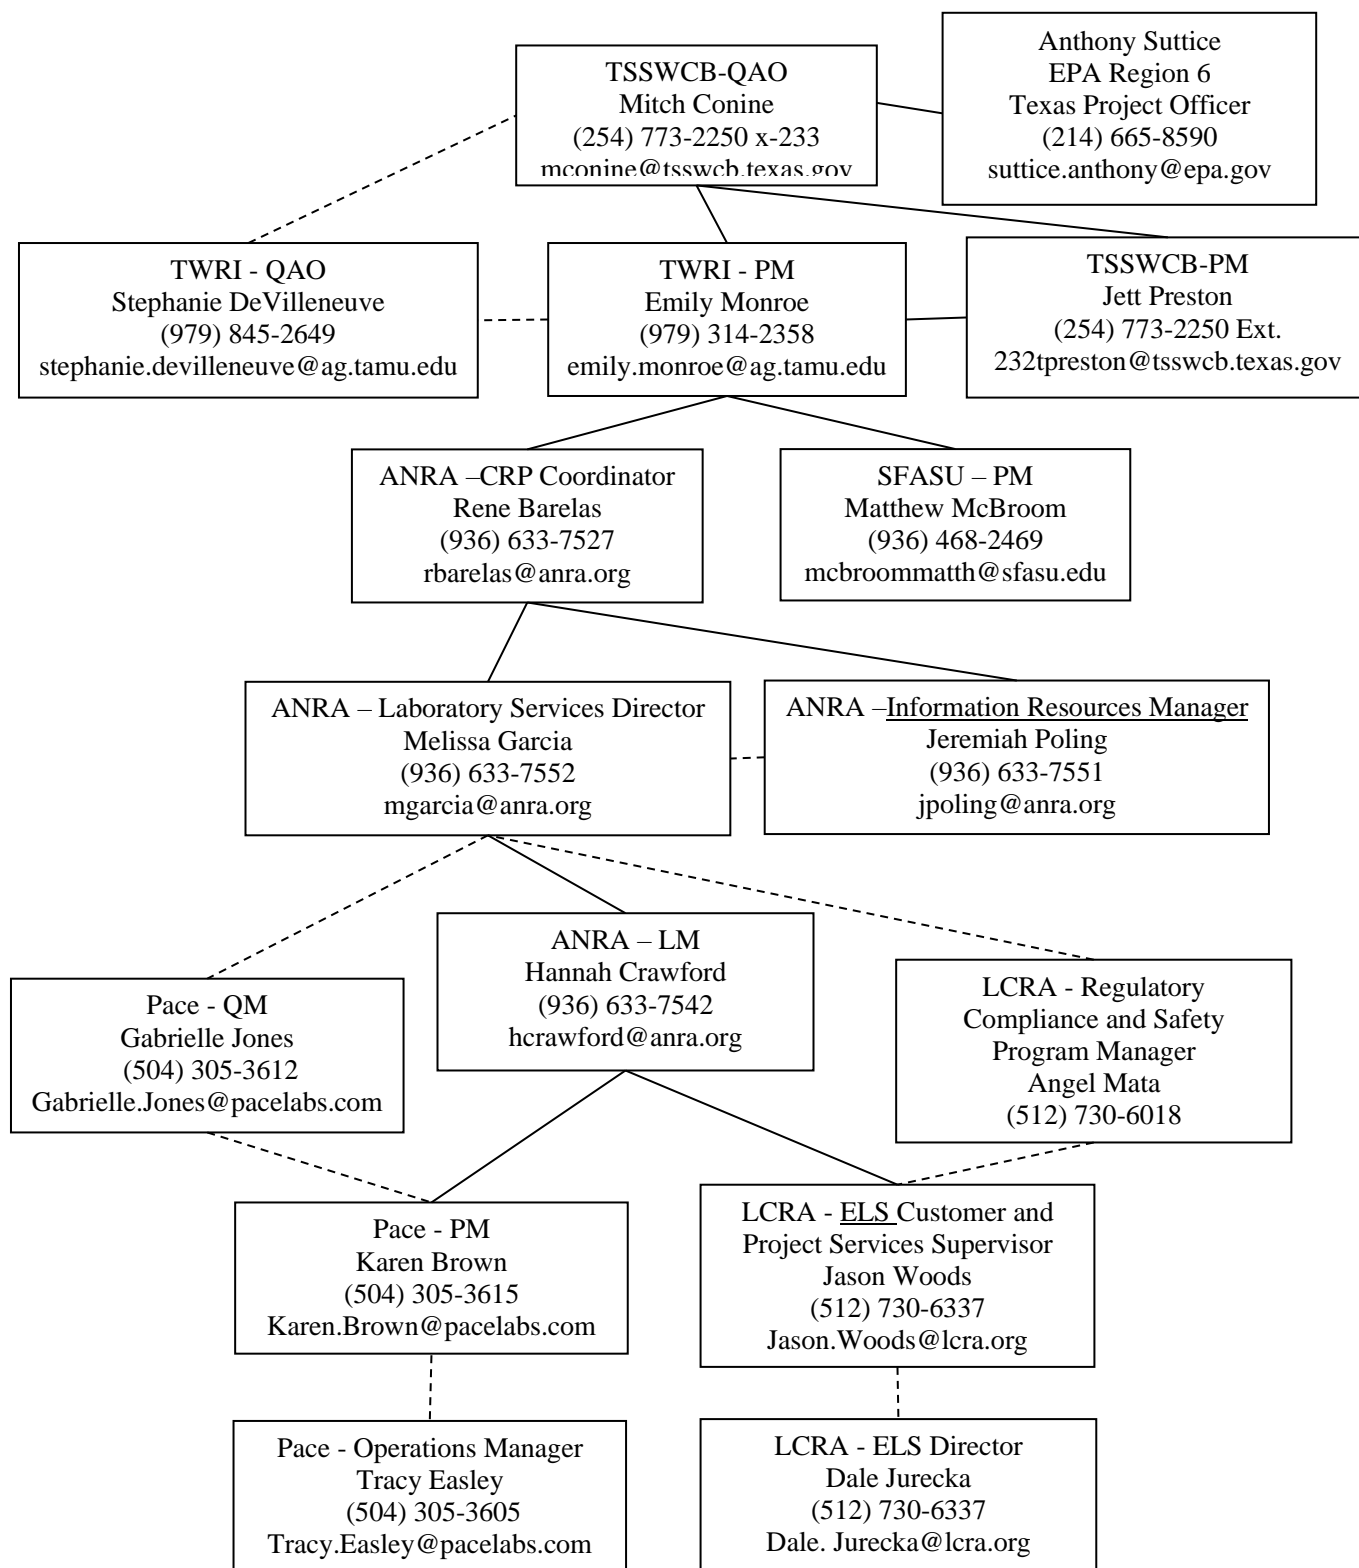 Anthony Suttice
EPA Region 6
Texas Project Officer
(214) 665-8590
suttice.anthony@epa.gov
TSSWCB-QAO
Mitch Conine
(254) 773-2250 x-233
mconine@tsswcb.texas.gov
TWRI - QAO
Stephanie DeVilleneuve
(979) 845-2649
stephanie.devilleneuve@ag.tamu.edu
TWRI - PM
Emily Monroe
(979) 314-2358
emily.monroe@ag.tamu.edu
TSSWCB-PM
Jett Preston
(254) 773-2250 Ext.
232tpreston@tsswcb.texas.gov
ANRA –CRP Coordinator
Rene Barelas
(936) 633-7527
rbarelas@anra.org
SFASU – PM
Matthew McBroom
(936) 468-2469
mcbroommatth@sfasu.edu
ANRA – Laboratory Services Director
Melissa Garcia
(936) 633-7552
mgarcia@anra.org
ANRA –Information Resources Manager
Jeremiah Poling
(936) 633-7551
jpoling@anra.org
ANRA – LM
Hannah Crawford
(936) 633-7542
hcrawford@anra.org
Pace - QM
Gabrielle Jones
(504) 305-3612
Gabrielle.Jones@pacelabs.com
LCRA - Regulatory
Compliance and Safety
Program Manager
Angel Mata
(512) 730-6018
Pace - PM
Karen Brown
(504) 305-3615
Karen.Brown@pacelabs.com
LCRA - ELS Customer and
Project Services Supervisor
Jason Woods
(512) 730-6337
Jason.Woods@lcra.org
Pace - Operations Manager
Tracy Easley
(504) 305-3605
Tracy.Easley@pacelabs.com
LCRA - ELS Director
Dale Jurecka
(512) 730-6337
Dale. Jurecka@lcra.org